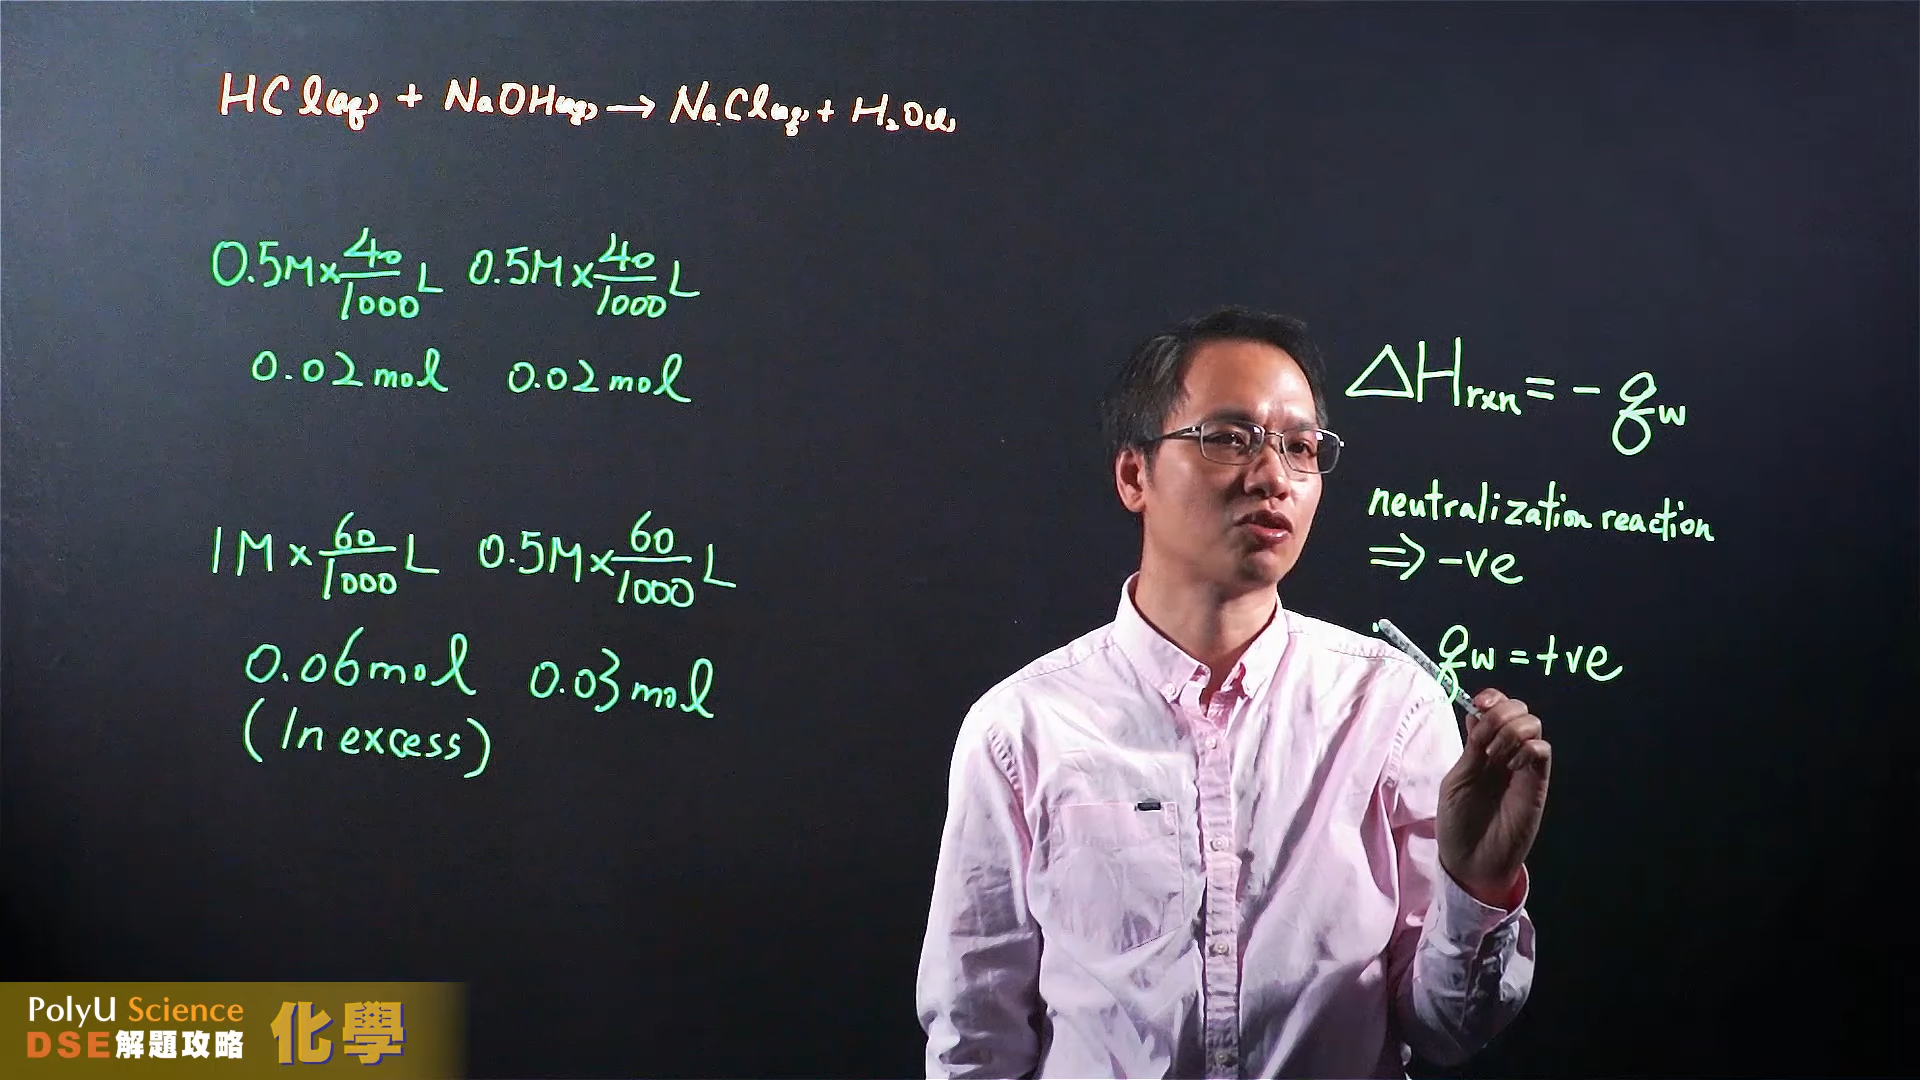 HCl(aq) + NaOH(aq) → NaCl(aq) + H₂O(l)
0.5M × 40/1000 L 0.5M × 40/1000 L
0.02 mol 0.02 mol
1M × 60/1000 L 0.5M × 60/1000 L
0.06 mol 0.03 mol
(In excess)
ΔHrxn = - qw
neutralization reaction
⇒ -ve
qw = +ve
PolyU Science
DSE解題攻略 化學